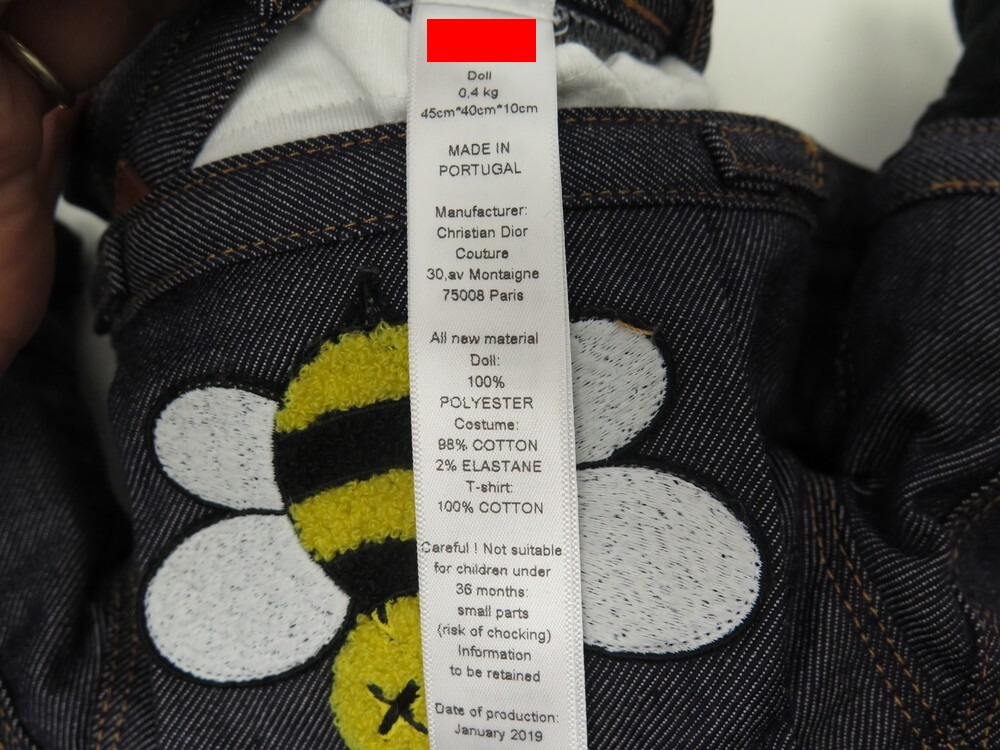 Doll
0,4 kg
45cm*40cm*10cm
MADE IN
PORTUGAL
Manufacturer:
Christian Dior
Couture
30,av Montaigne
75008 Paris
All new material
Doll:
100%
POLYESTER
Costume:
98% COTTON
2% ELASTANE
T-shirt:
100% COTTON
Careful ! Not suitable
for children under
36 months:
small parts
(risk of chocking)
Information
to be retained
Date of production:
January 2019